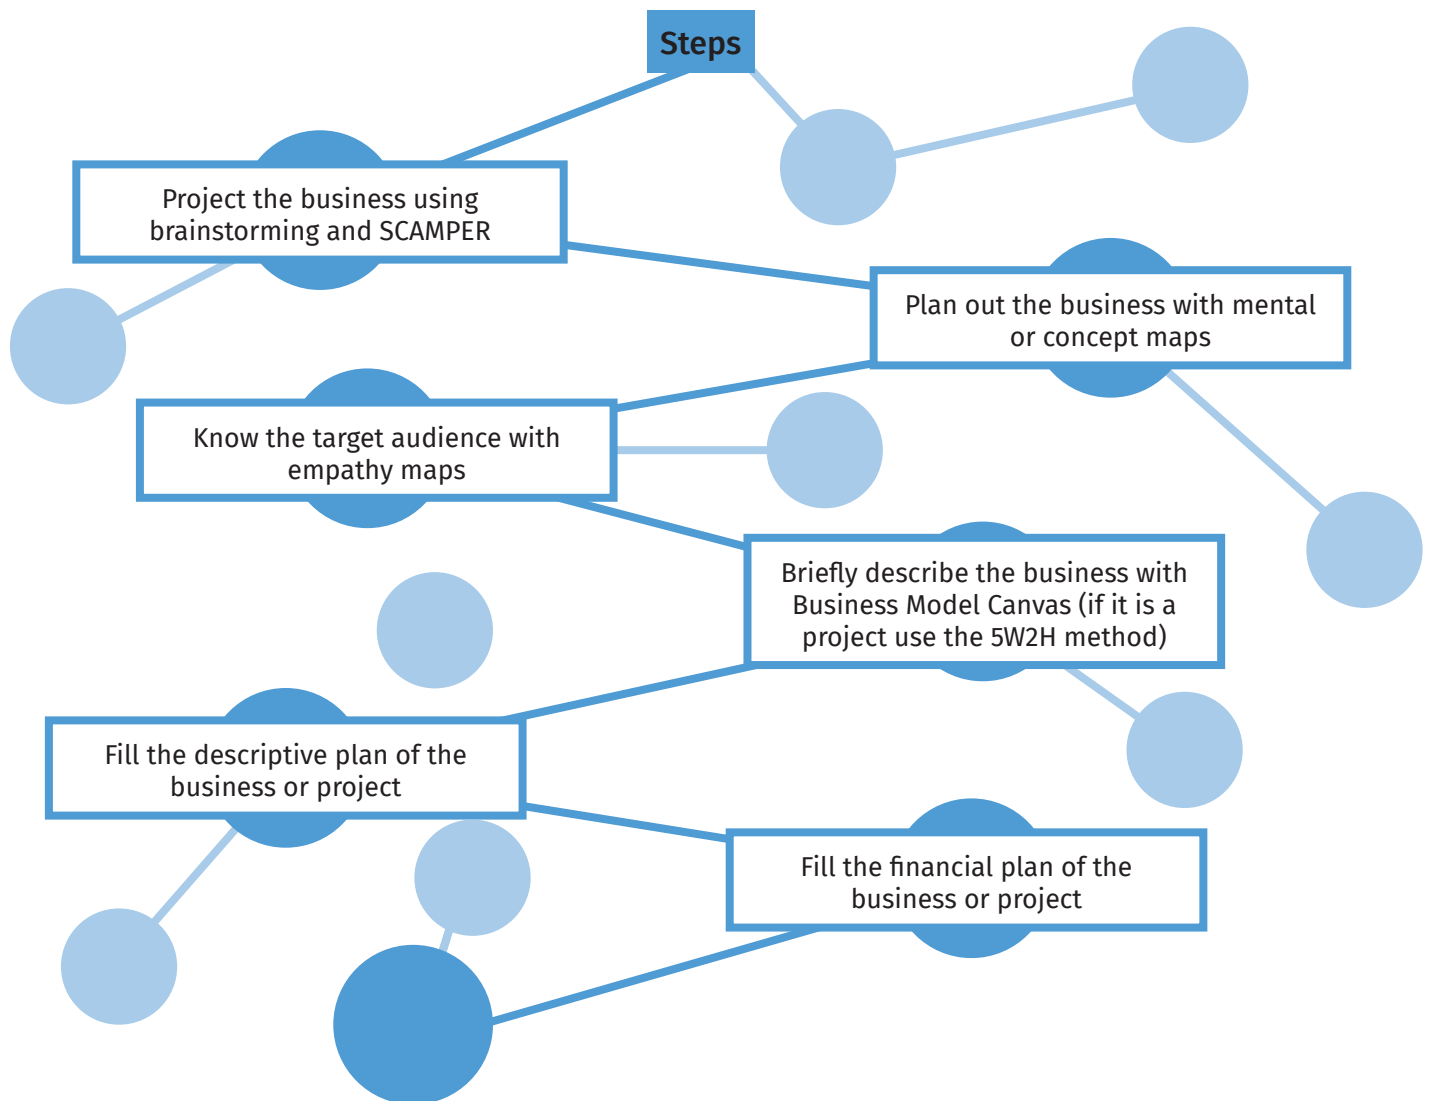 Steps
Project the business using
brainstorming and SCAMPER
Plan out the business with mental
or concept maps
Know the target audience with
empathy maps
Briefly describe the business with
Business Model Canvas (if it is a
project use the 5W2H method)
Fill the descriptive plan of the
business or project
Fill the financial plan of the
business or project